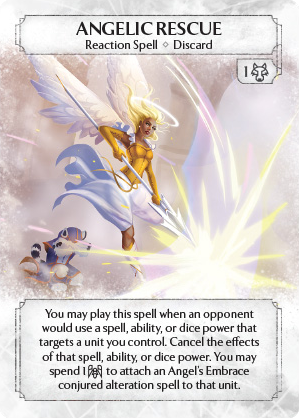 ANGELIC RESCUE
Reaction Spell ◇ Discard
1
You may play this spell when an opponent
would use a spell, ability, or dice power that
targets a unit you control. Cancel the effects
of that spell, ability, or dice power. You may
spend 1 to attach an Angel's Embrace
conjured alteration spell to that unit.